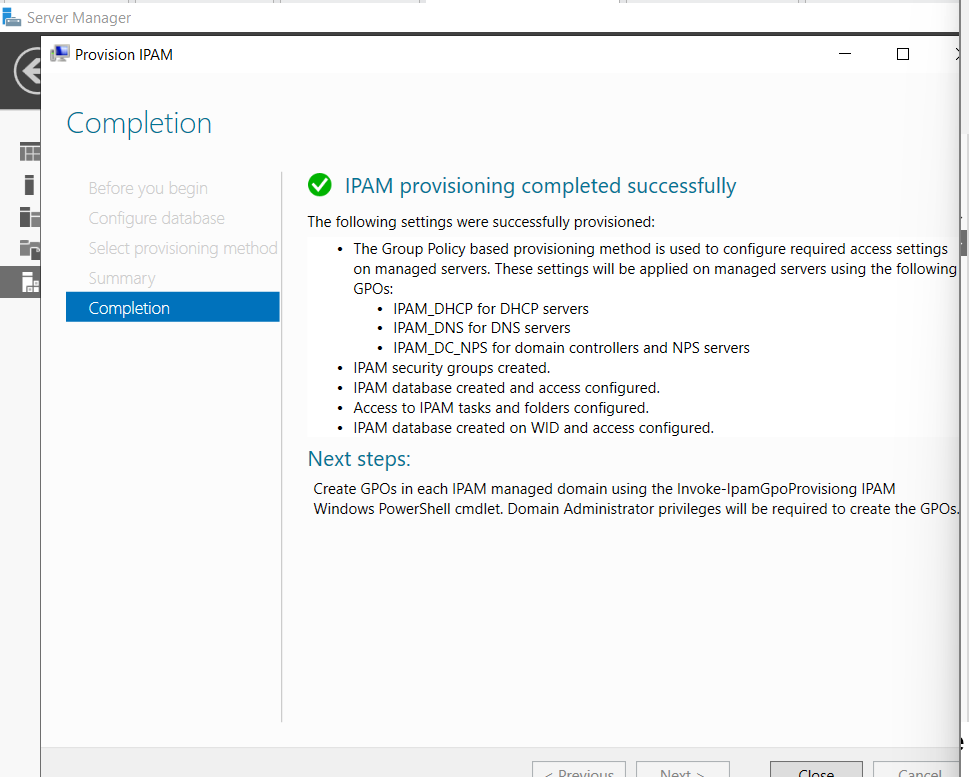 Server Manager
Provision IPAM
Completion
Before you begin
Configure database
Select provisioning method
Summary
Completion
IPAM provisioning completed successfully
The following settings were successfully provisioned:
• The Group Policy based provisioning method is used to configure required access settings
on managed servers. These settings will be applied on managed servers using the following
GPOs:
• IPAM_DHCP for DHCP servers
• IPAM_DNS for DNS servers
• IPAM_DC_NPS for domain controllers and NPS servers
• IPAM security groups created.
• IPAM database created and access configured.
• Access to IPAM tasks and folders configured.
• IPAM database created on WID and access configured.
Next steps:
Create GPOs in each IPAM managed domain using the Invoke-IpamGpoProvisiong IPAM
Windows PowerShell cmdlet. Domain Administrator privileges will be required to create the GPOs.
< Previous
Next >
Close
Cancel